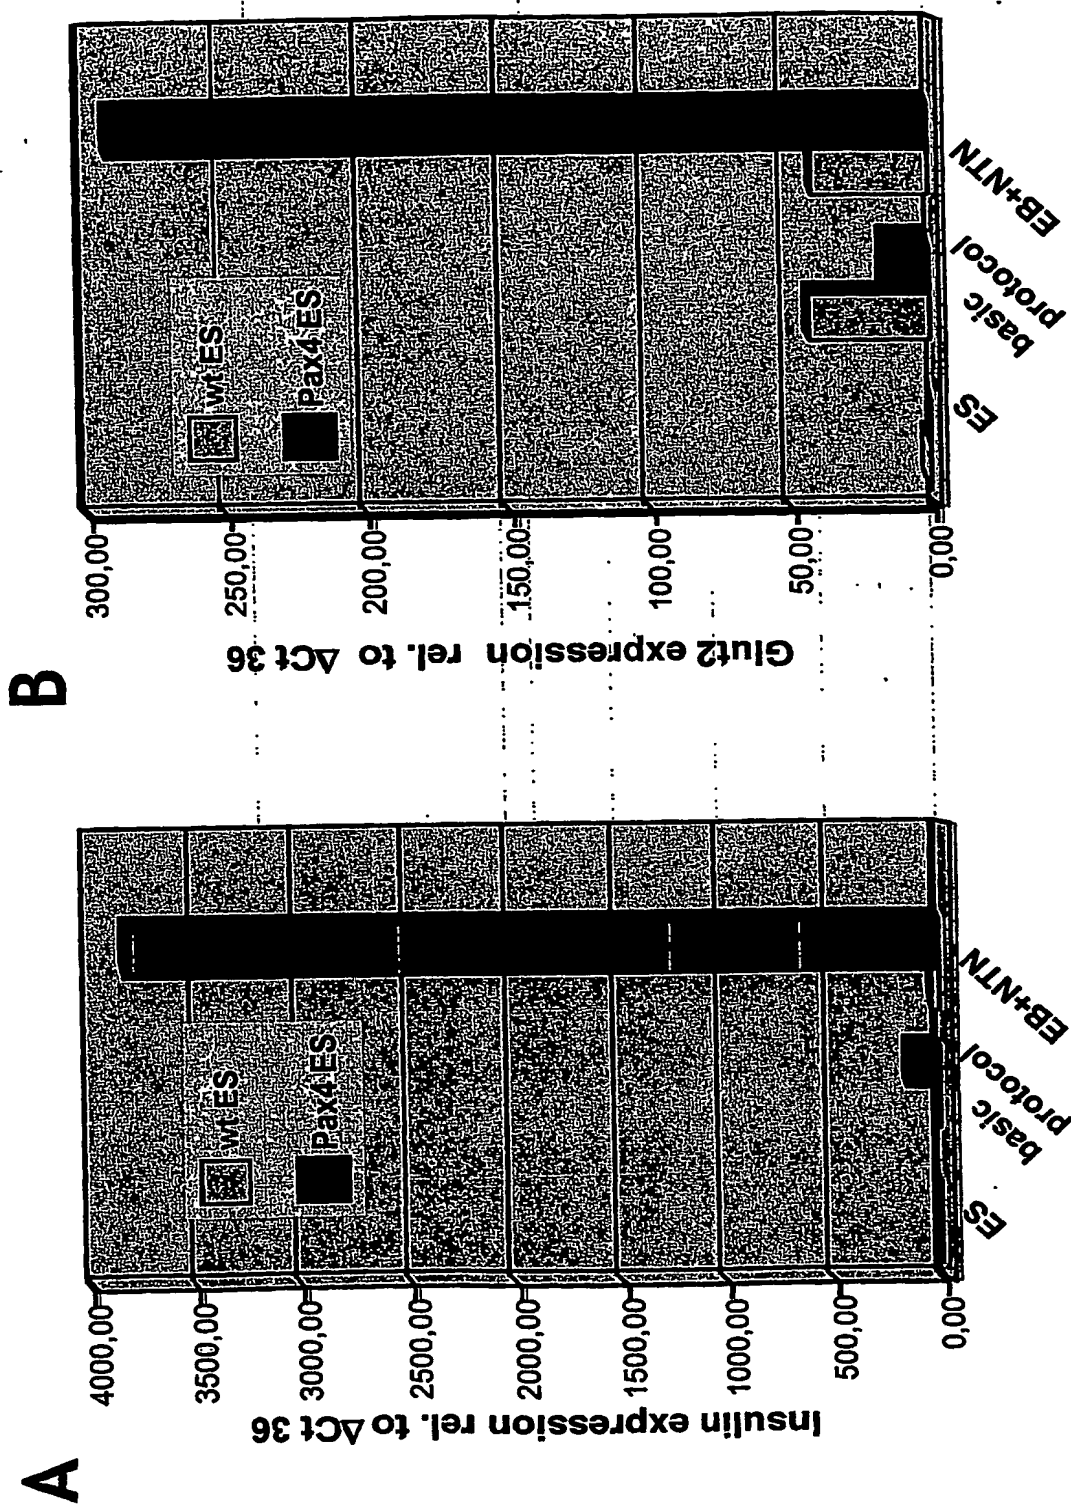 A
Insulin expression rel. to ΔCt 36
4000,00
3500,00
3000,00
2500,00
2000,00
1500,00
1000,00
500,00
0,00
wt ES
Pax4 ES
ES
basic
protocol
EB+NTN
B
Glut2 expression rel. to ΔCt 36
300,00
250,00
200,00
150,00
100,00
50,00
0,00
wt ES
Pax4 ES
ES
basic
protocol
EB+NTN